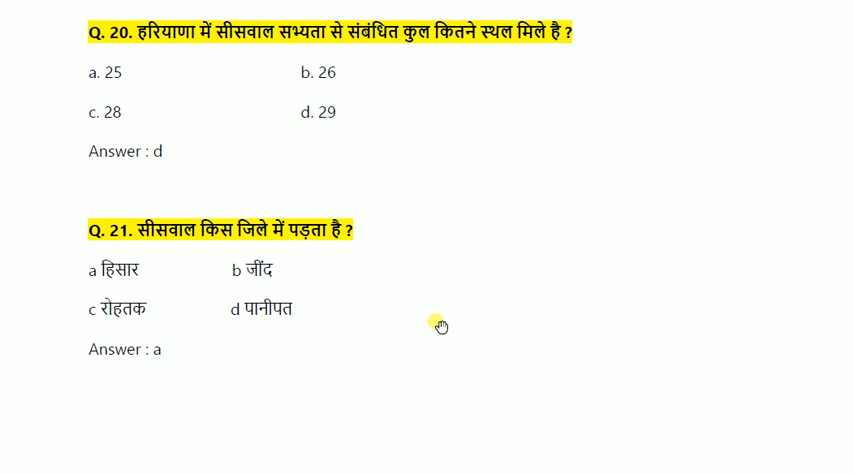 Q. 20. हरियाणा में सीसवाल सभ्यता से संबंधित कुल कितने स्थल मिले है ?
a. 25 b. 26
c. 28 d. 29
Answer : d
Q. 21. सीसवाल किस जिले में पड़ता है ?
a हिसार b जींद
c रोहतक d पानीपत
Answer : a